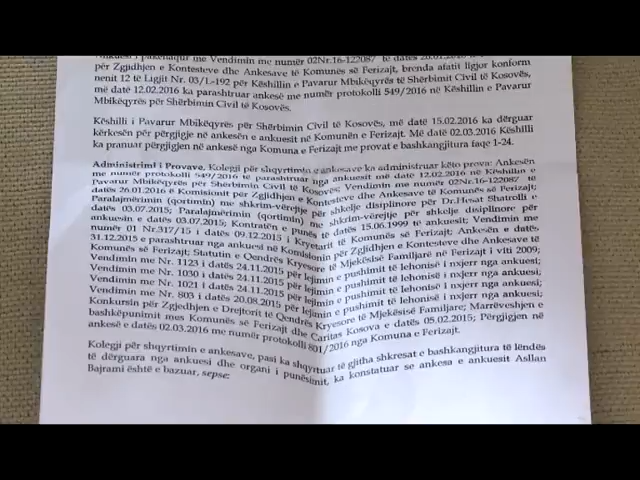 Ankuesi i pakënaqur me Vendimin me numër 02Nr.16-122087 të datës
për Zgjidhjen e Kontesteve dhe Ankesave të Komunës së Ferizajt, brenda afatit ligjor konform
nenit 12 të Ligjit Nr. 03/L-192 për Këshillin e Pavarur Mbikëqyrës të Shërbimit Civil të Kosovës,
më datë 12.02.2016 ka parashtruar ankesë me numër protokolli 549/2016 në Këshillin e Pavarur
Mbikëqyrës për Shërbimin Civil të Kosovës.
Këshilli i Pavarur Mbikëqyrës për Shërbimin Civil të Kosovës, më datë 15.02.2016 ka dërguar
kërkesën për përgjigje në ankesën e ankuesit në Komunën e Ferizajt. Më datë 02.03.2016 Këshilli
ka pranuar përgjigjen në ankesë nga Komuna e Ferizajt me provat e bashkangjitura faqe 1-24.
Administrimi i Provave, Kolegji për shqyrtimin e ankesave ka administruar këto prova: Ankesën
me numër protokolli 549/2016 të parashtruar nga ankuesit më datë 12.02.2016 në Këshillin e
Pavarur Mbikëqyrës për Shërbimin Civil të Kosovës; Vendimin me numër 02Nr.16-122087 të
datës 26.01.2016 e Komisionit për Zgjidhjen e Kontesteve dhe Ankesave të Komunës së Ferizajt;
Paralajmërimin (qortimin) me shkrim-vërejtje për shkelje disiplinore për Dr.Hysat Shatrolli e
datës 03.07.2015; Paralajmërimin (qortimin) me shkrim-vërejtje për shkelje disiplinore për
ankuesin e datës 03.07.2015; Kontratën e punës të datës 15.06.1999 të ankuesit; Vendimin me
numër 01 Nr.317/15 i datës 09.12.2015 i Kryetarit të Komunës së Ferizajt; Ankesën e datës
31.12.2015 e parashtruar nga ankuesi në Komisionin për Zgjidhjen e Kontesteve dhe Ankesave të
Komunës së Ferizajt; Statutin e Qendrës Kryesore të Mjekësisë Familjarë në Ferizaj i vitit 2009;
Vendimin me Nr. 1123 i datës 24.11.2015 për lejimin e pushimit të lehonisë i nxjerr nga ankuesi;
Vendimin me Nr. 1030 i datës 24.11.2015 për lejimin e pushimit të lehonisë i nxjerr nga ankuesi;
Vendimin me Nr. 1021 i datës 24.11.2015 për lejimin e pushimit të lehonisë i nxjerr nga ankuesi;
Vendimin me Nr. 803 i datës 20.08.2015 për lejimin e pushimit të lehonisë i nxjerr nga ankuesi;
Konkursin për Zgjedhjen e Drejtorit të Qendrës Kryesore të Mjekësisë Familjare; Marrëveshjen e
bashkëpunimit mes Komunës së Ferizaj dhe Caritas Kosova e datës 05.02.2015; Përgjigjen në
ankesë e datës 02.03.2016 me numër protokolli 801/2016 nga Komuna e Ferizajt.
Kolegji për shqyrtimin e ankesave, pasi ka shqyrtuar të gjitha shkresat e bashkangjitura të lëndës
të dërguara nga ankuesi dhe organi i punësimit, ka konstatuar se ankesa e ankuesit Asllan
Bajrami është e bazuar, sepse: